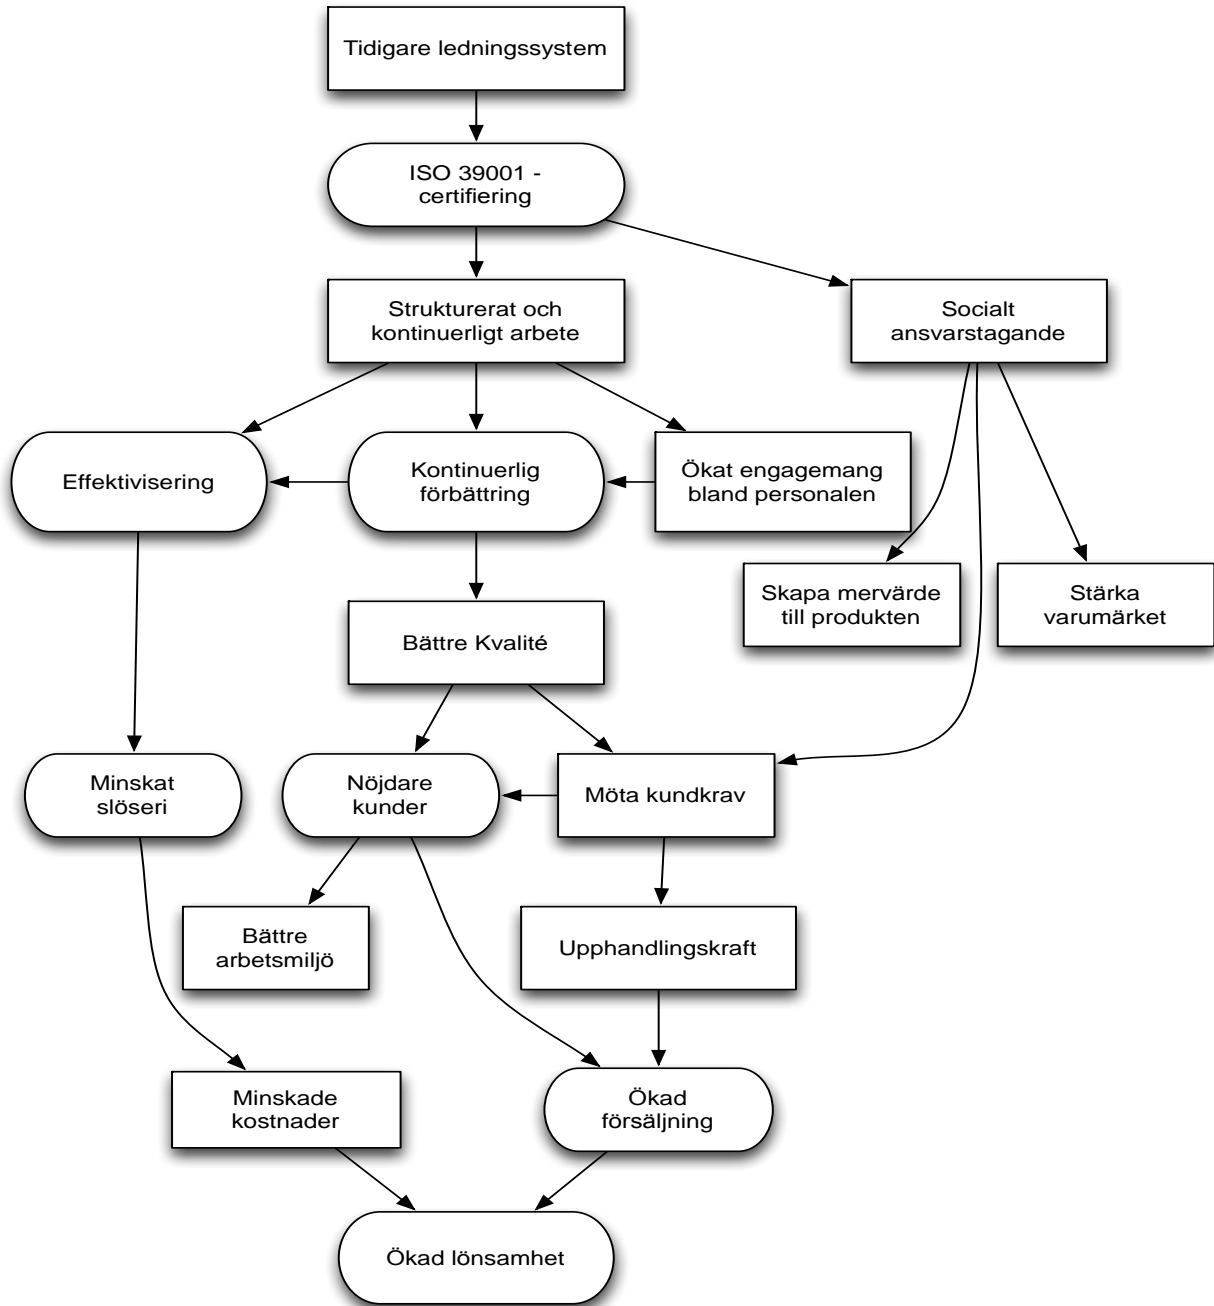 Tidigare ledningssystem
ISO 39001 -
certifiering
Strukturerat och
kontinuerligt arbete
Socialt
ansvarstagande
Effektivisering
Kontinuerlig
förbättring
Ökat engagemang
bland personalen
Skapa mervärde
till produkten
Stärka
varumärket
Bättre Kvalité
Minskat
slöseri
Nöjdare
kunder
Möta kundkrav
Bättre
arbetsmiljö
Upphandlingskraft
Minskade
kostnader
Ökad
försäljning
Ökad lönsamhet